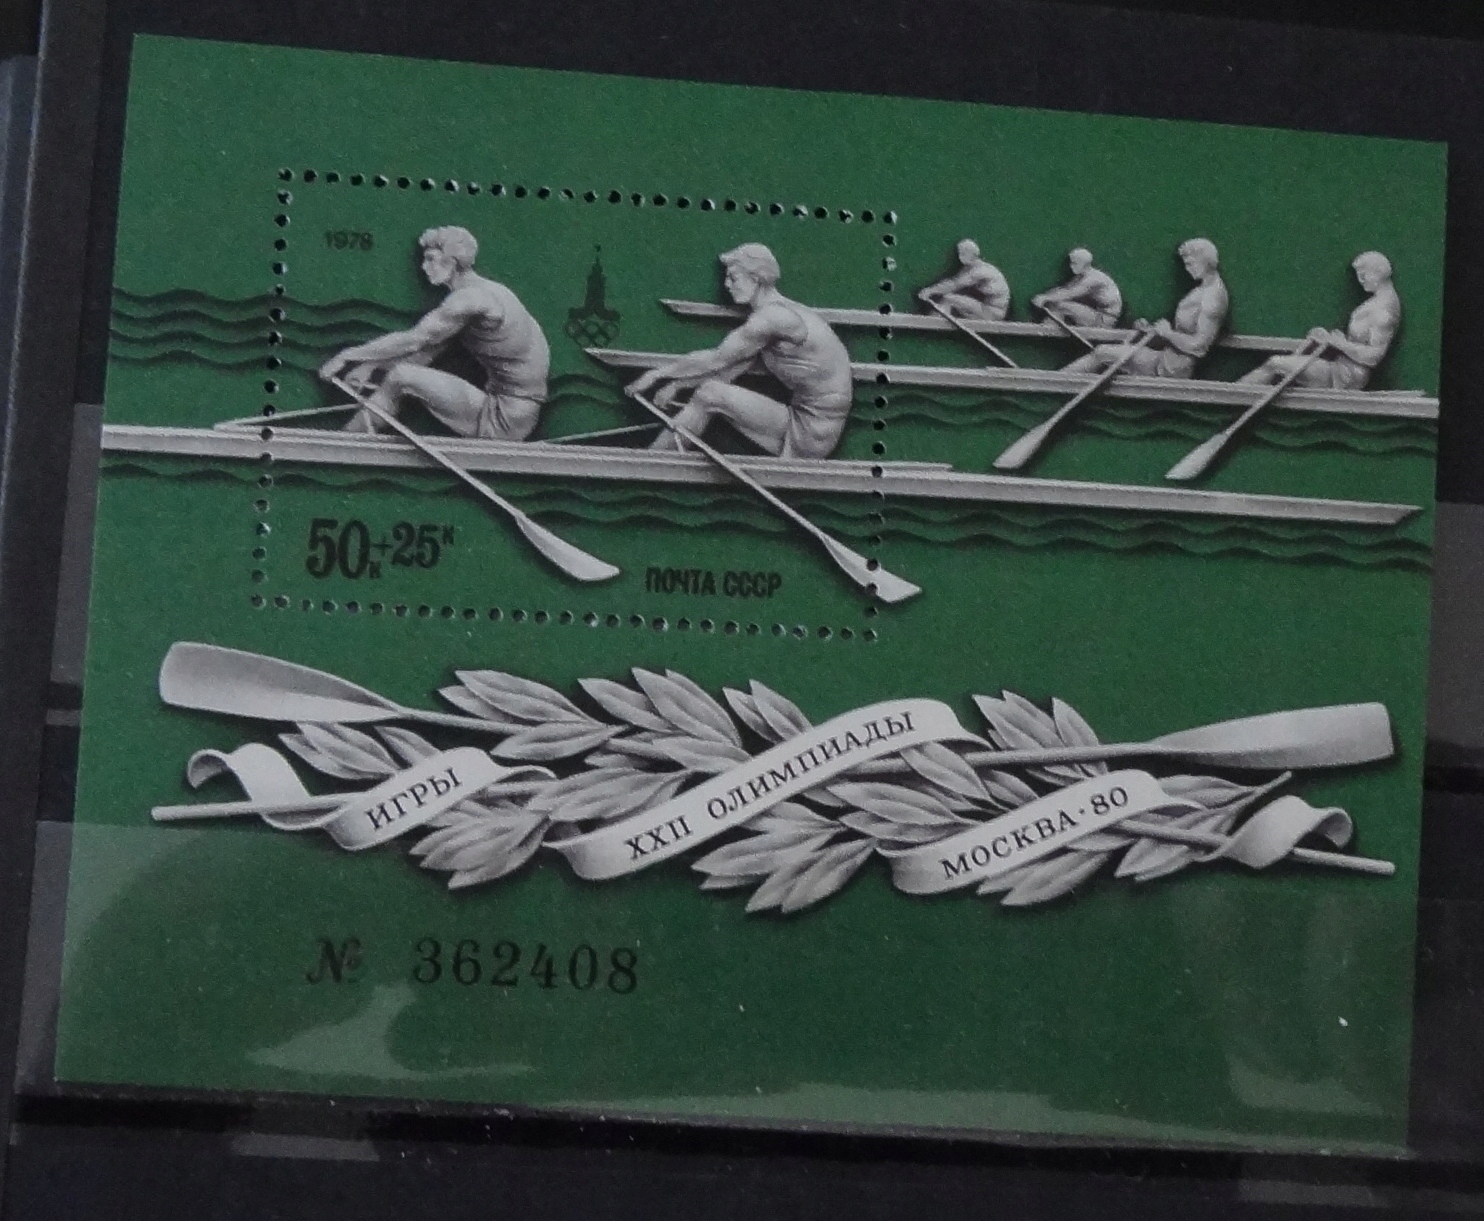 1978
50К+25К
ПОЧТА СССР
ИГРЫ
XXII ОЛИМПИАДЫ
МОСКВА·80
№ 362408